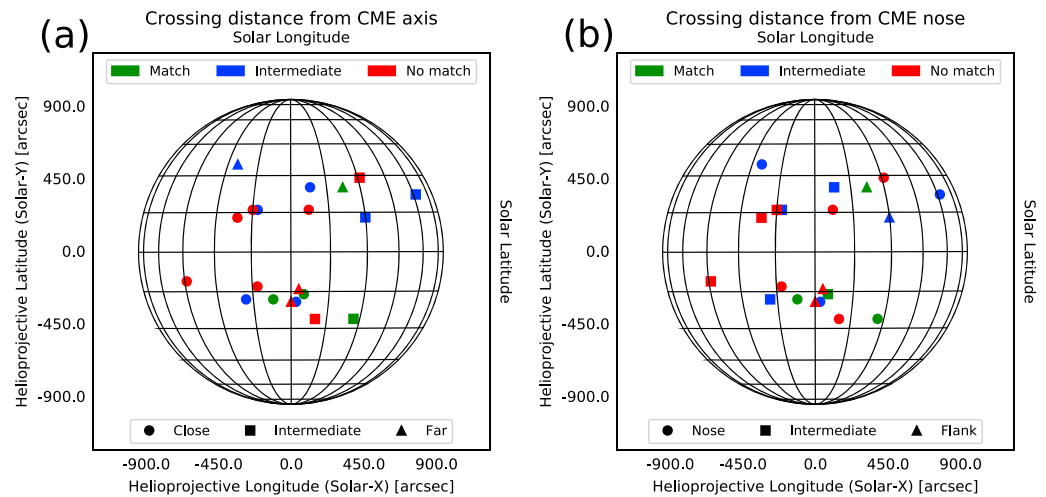 (a)
Crossing distance from CME axis
Solar Longitude
Match Intermediate No match
Helioprojective Latitude (Solar-Y) [arcsec]
900.0
450.0
0.0
-450.0
-900.0
Solar Latitude
Close Intermediate Far
-900.0 -450.0 0.0 450.0 900.0
Helioprojective Longitude (Solar-X) [arcsec]
(b)
Crossing distance from CME nose
Solar Longitude
Match Intermediate No match
Helioprojective Latitude (Solar-Y) [arcsec]
900.0
450.0
0.0
-450.0
-900.0
Solar Latitude
Nose Intermediate Flank
-900.0 -450.0 0.0 450.0 900.0
Helioprojective Longitude (Solar-X) [arcsec]